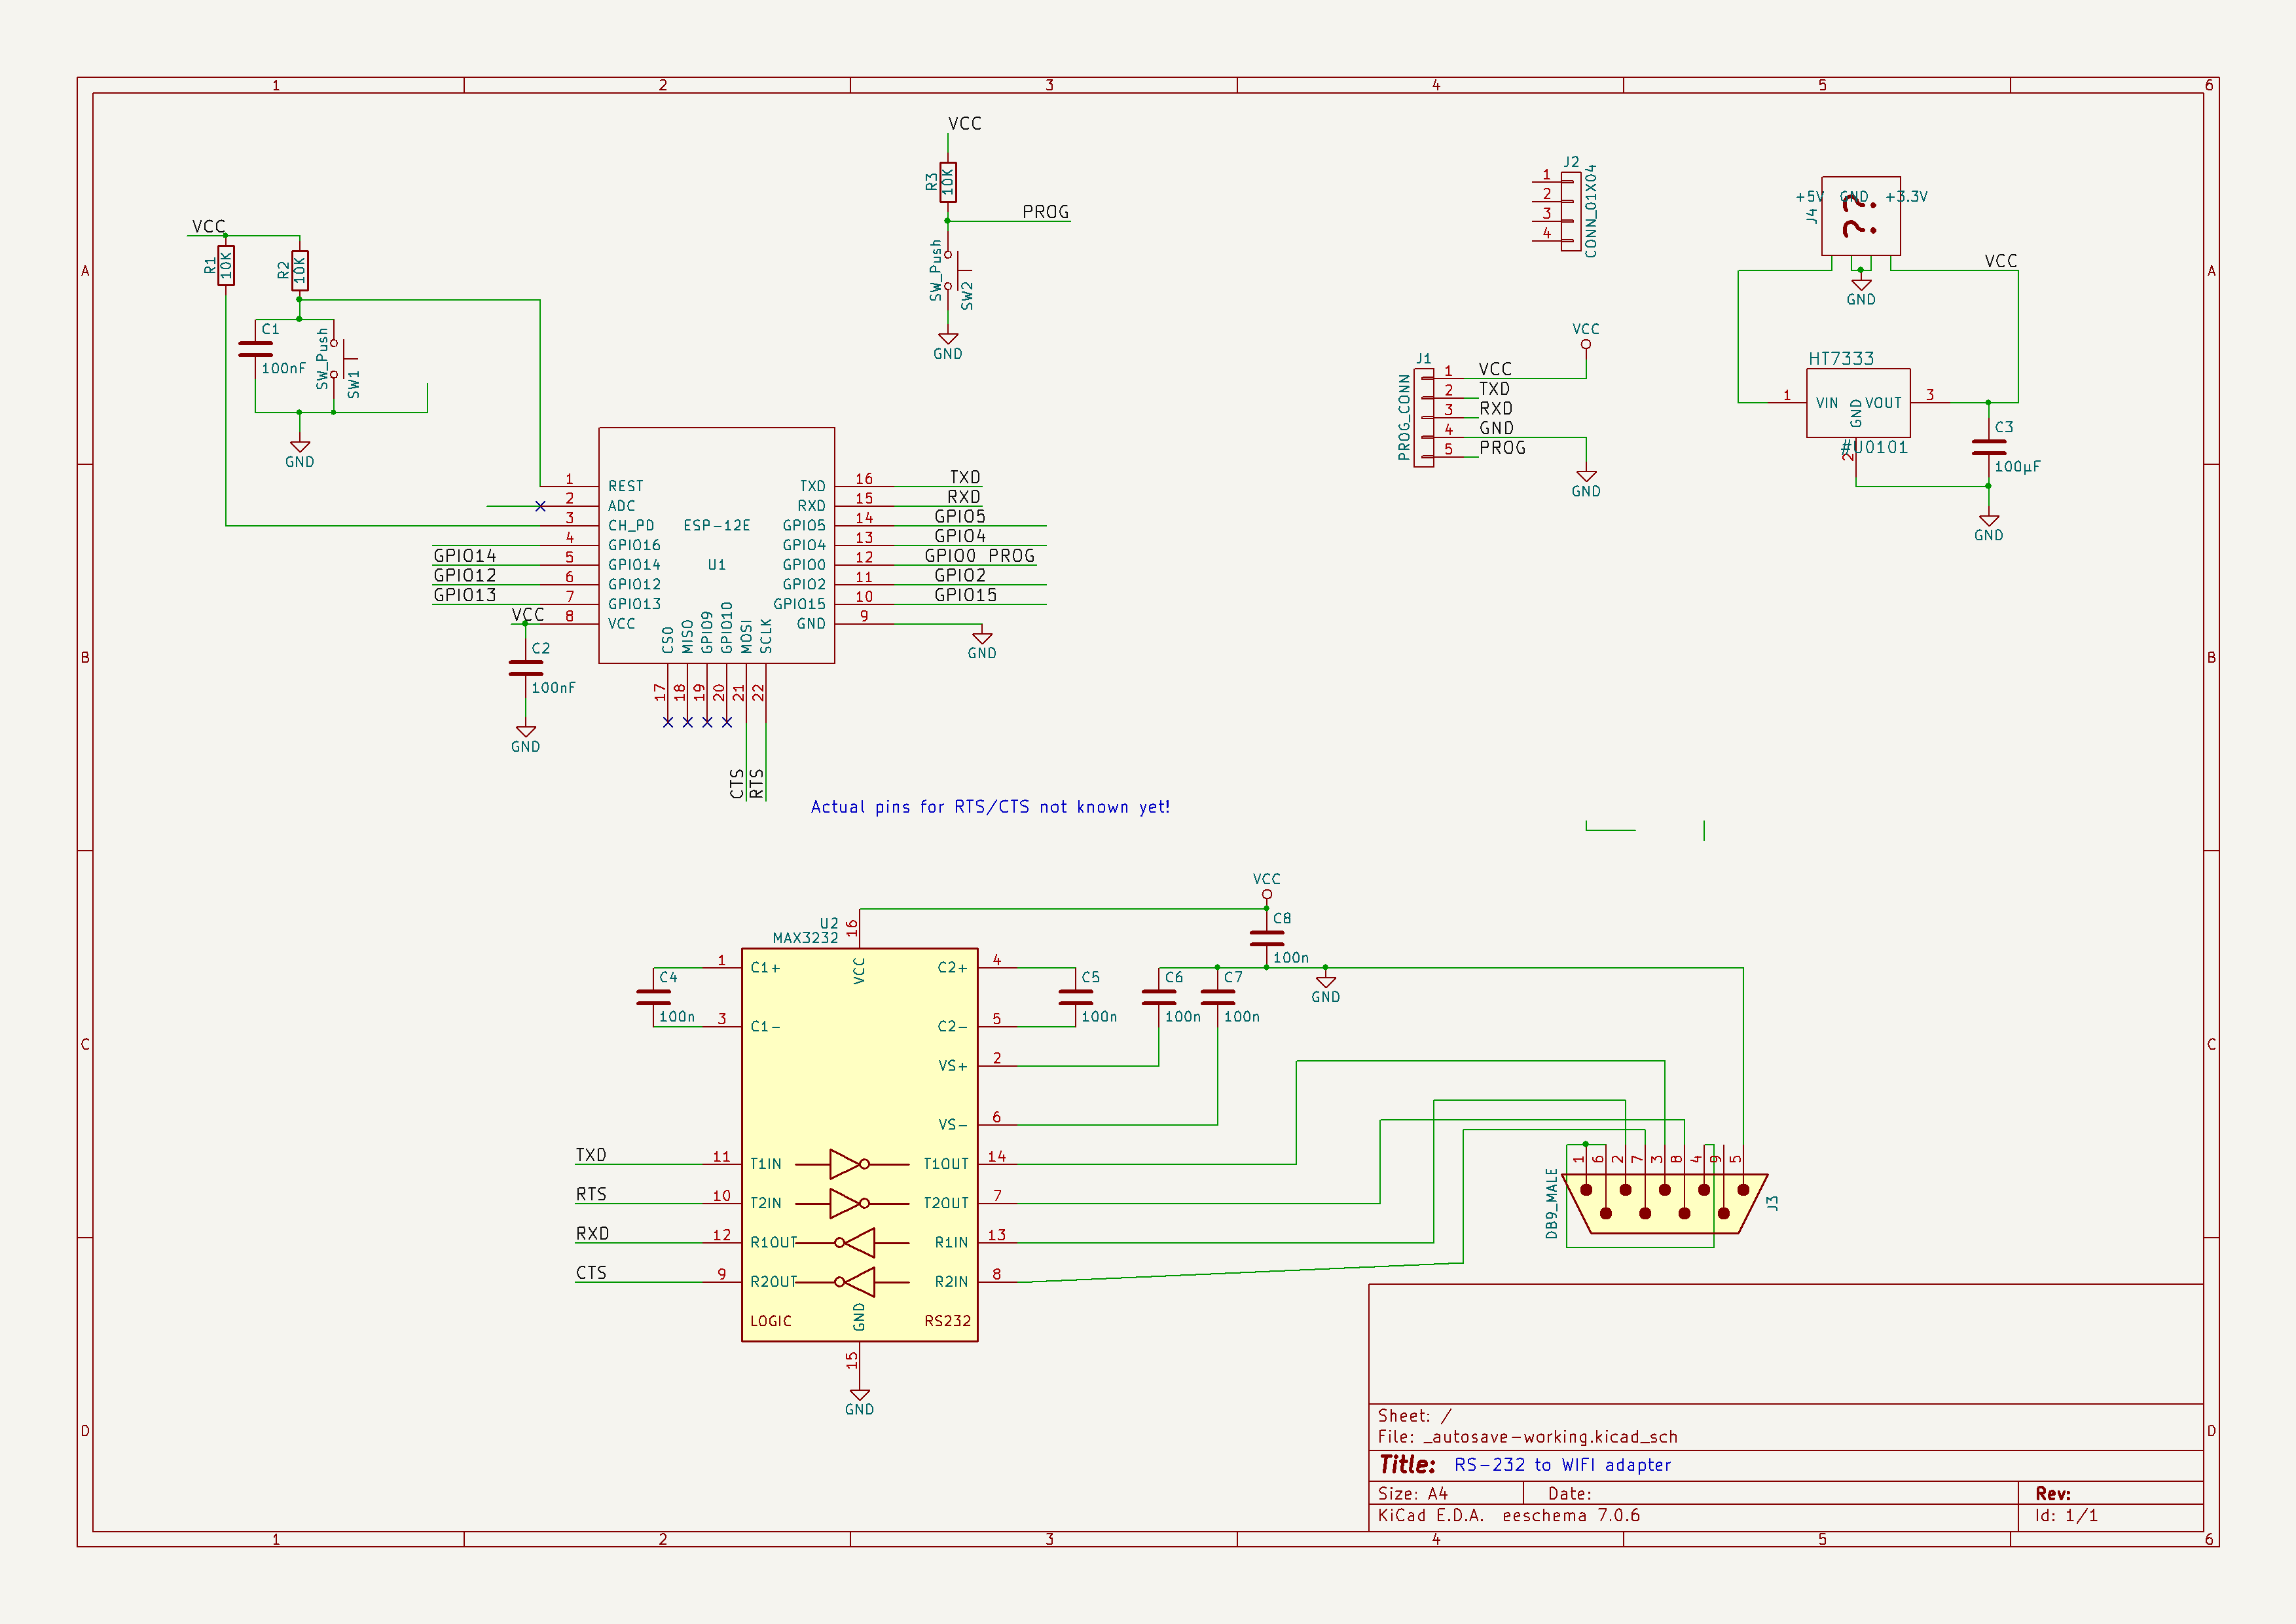 1 2 3 4 5 6
A
B
C
D
A
B
C
D
1 2 3 4 5 6
VCC
R1
10K
R2
10K
C1
100nF
SW_Push
SW1
GND
VCC
R3
10K
PROG
SW_Push
SW2
GND
J2
CONN_01X04
1
2
3
4
+5V GND +3.3V
J4
??
GND
VCC
HT7333
1 VIN GND VOUT 3
2
#U0101
C3
100µF
GND
VCC
J1
PROG_CONN
1 VCC
2 TXD
3 RXD
4 GND
5 PROG
GND
ESP-12E
U1
1 REST
2 ADC
3 CH_PD
4 GPIO16
GPIO14 5 GPIO14
GPIO12 6 GPIO12
GPIO13 7 GPIO13
VCC 8 VCC
TXD 16 TXD
RXD 15 RXD
GPIO5 14 GPIO5
GPIO4 13 GPIO4
GPIO0 12 GPIO0 PROG
GPIO2 11 GPIO2
GPIO15 10 GPIO15
GND 9
GND
CS0 MISO GPIO9 GPIO10 MOSI SCLK
17 18 19 20 21 22
C2
100nF
GND
CTS RTS
Actual pins for RTS/CTS not known yet!
VCC
C8
100n
U2
MAX3232
16
VCC
1 C1+
3 C1-
C4
100n
C2+ 4
C2- 5
C5
100n
C6
100n
C7
100n
GND
VS+ 2
VS- 6
TXD 11 T1IN T1OUT 14
RTS 10 T2IN T2OUT 7
RXD 12 R1OUT R1IN 13
CTS 9 R2OUT R2IN 8
LOGIC GND RS232
15
GND
DB9_MALE
1 6 2 7 3 8 4 9 5
J3
Sheet: /
File: _autosave-working.kicad_sch
Title: RS-232 to WIFI adapter
Size: A4 Date: Rev:
KiCad E.D.A. eeschema 7.0.6 Id: 1/1